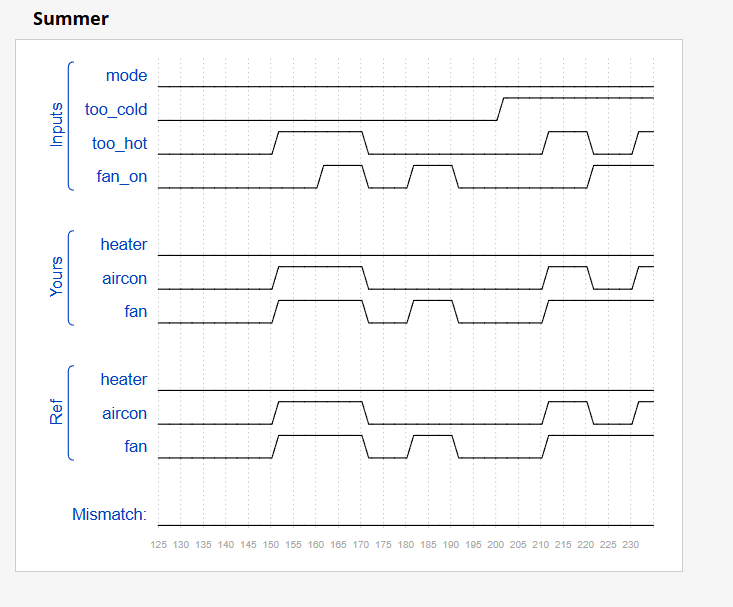 Summer
Inputs
mode
too_cold
too_hot
fan_on
Yours
heater
aircon
fan
Ref
heater
aircon
fan
Mismatch:
125 130 135 140 145 150 155 160 165 170 175 180 185 190 195 200 205 210 215 220 225 230